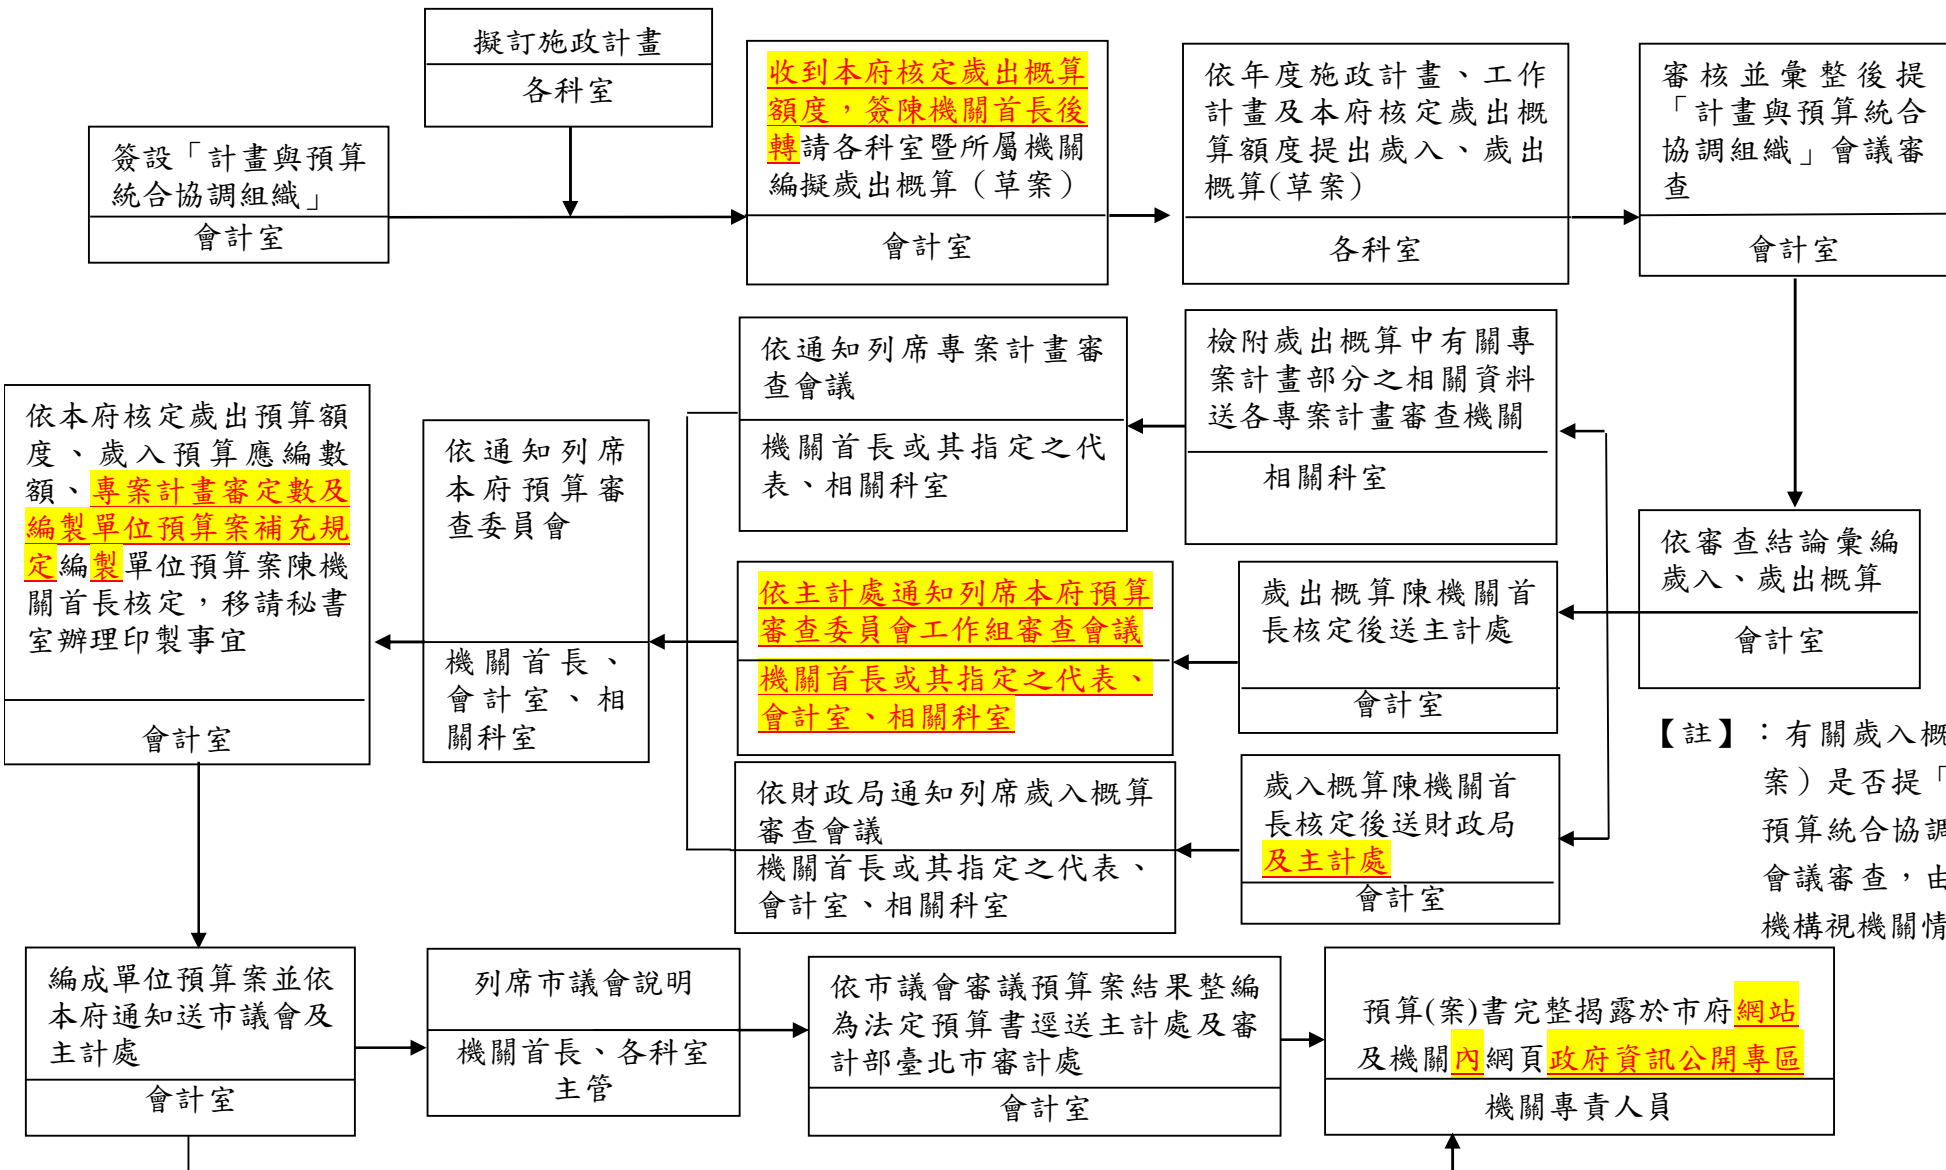 擬訂施政計畫
各科室
簽設「計畫與預算
統合協調組織」
會計室
收到本府核定歲出概算
額度，簽陳機關首長後
轉請各科室暨所屬機關
編擬歲出概算（草案）
會計室
依年度施政計畫、工作
計畫及本府核定歲出概
算額度提出歲入、歲出
概算(草案)
各科室
審核並彙整後提
「計畫與預算統合
協調組織」會議審
查
會計室
依審查結論彙編
歲入、歲出概算
會計室
檢附歲出概算中有關專
案計畫部分之相關資料
送各專案計畫審查機關
相關科室
歲出概算陳機關首
長核定後送主計處
會計室
歲入概算陳機關首
長核定後送財政局
及主計處
會計室
依通知列席專案計畫審
查會議
機關首長或其指定之代
表、相關科室
依主計處通知列席本府預算
審查委員會工作組審查會議
機關首長或其指定之代表、
會計室、相關科室
依財政局通知列席歲入概算
審查會議
機關首長或其指定之代表、
會計室、相關科室
依通知列席
本府預算審
查委員會
機關首長、
會計室、相
關科室
依本府核定歲出預算額
度、歲入預算應編數
額、專案計畫審定數及
編製單位預算案補充規
定編製單位預算案陳機
關首長核定，移請秘書
室辦理印製事宜
會計室
【註】：有關歲入概
案）是否提「
預算統合協調
會議審查，由
機構視機關情
編成單位預算案並依
本府通知送市議會及
主計處
會計室
列席市議會說明
機關首長、各科室
主管
依市議會審議預算案結果整編
為法定預算書逕送主計處及審
計部臺北市審計處
會計室
預算(案)書完整揭露於市府網站
及機關內網頁政府資訊公開專區
機關專責人員